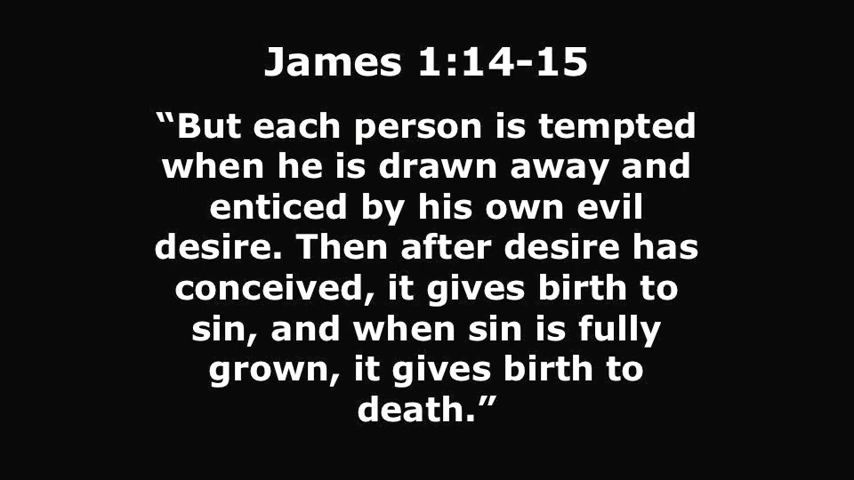 James 1:14-15
“But each person is tempted
when he is drawn away and
enticed by his own evil
desire. Then after desire has
conceived, it gives birth to
sin, and when sin is fully
grown, it gives birth to
death.”